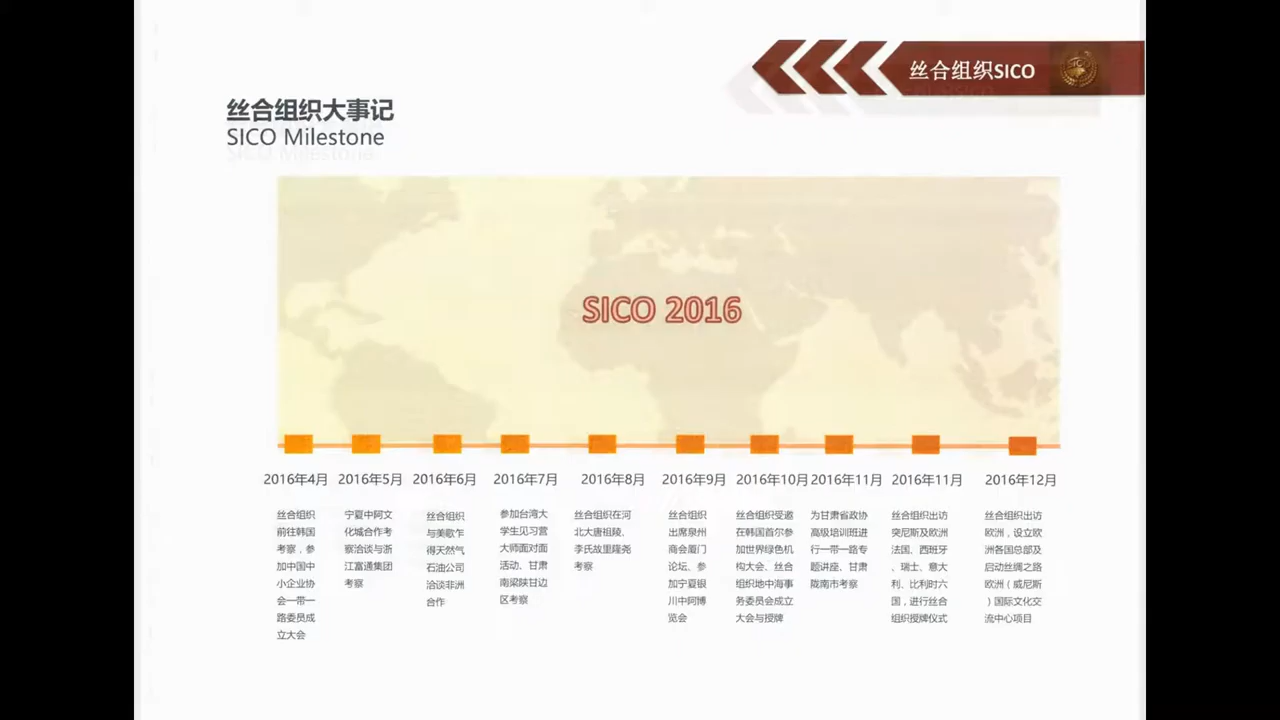 丝合组织SICO
丝合组织大事记
SICO Milestone
SICO 2016
2016年4月
丝合组织
前往韩国
考察，参
加中国中
小企业协
会一带一
路委员成
立大会
2016年5月
宁夏中阿文
化城合作考
察洽谈与浙
江富通集团
考察
2016年6月
丝合组织
与美歌乍
得天然气
石油公司
洽谈非洲
合作
2016年7月
参加台湾大
学生见习营
大师面对面
活动、甘肃
南梁陕甘边
区考察
2016年8月
丝合组织在河
北大唐祖陵、
李氏故里隆尧
考察
2016年9月
丝合组织
出席泉州
商会厦门
论坛、参
加宁夏银
川中阿博
览会
2016年10月
丝合组织受邀
在韩国首尔参
加世界绿色机
构大会、丝合
组织地中海事
务委员会成立
大会与授牌
2016年11月
为甘肃省政协
高级培训班进
行一带一路专
题讲座、甘肃
陇南市考察
2016年11月
丝合组织出访
突尼斯及欧洲
法国、西班牙
、瑞士、意大
利、比利时六
国，进行丝合
组织授牌仪式
2016年12月
丝合组织出访
欧洲，设立欧
洲各国总部及
启动丝绸之路
欧洲（威尼斯
）国际文化交
流中心项目